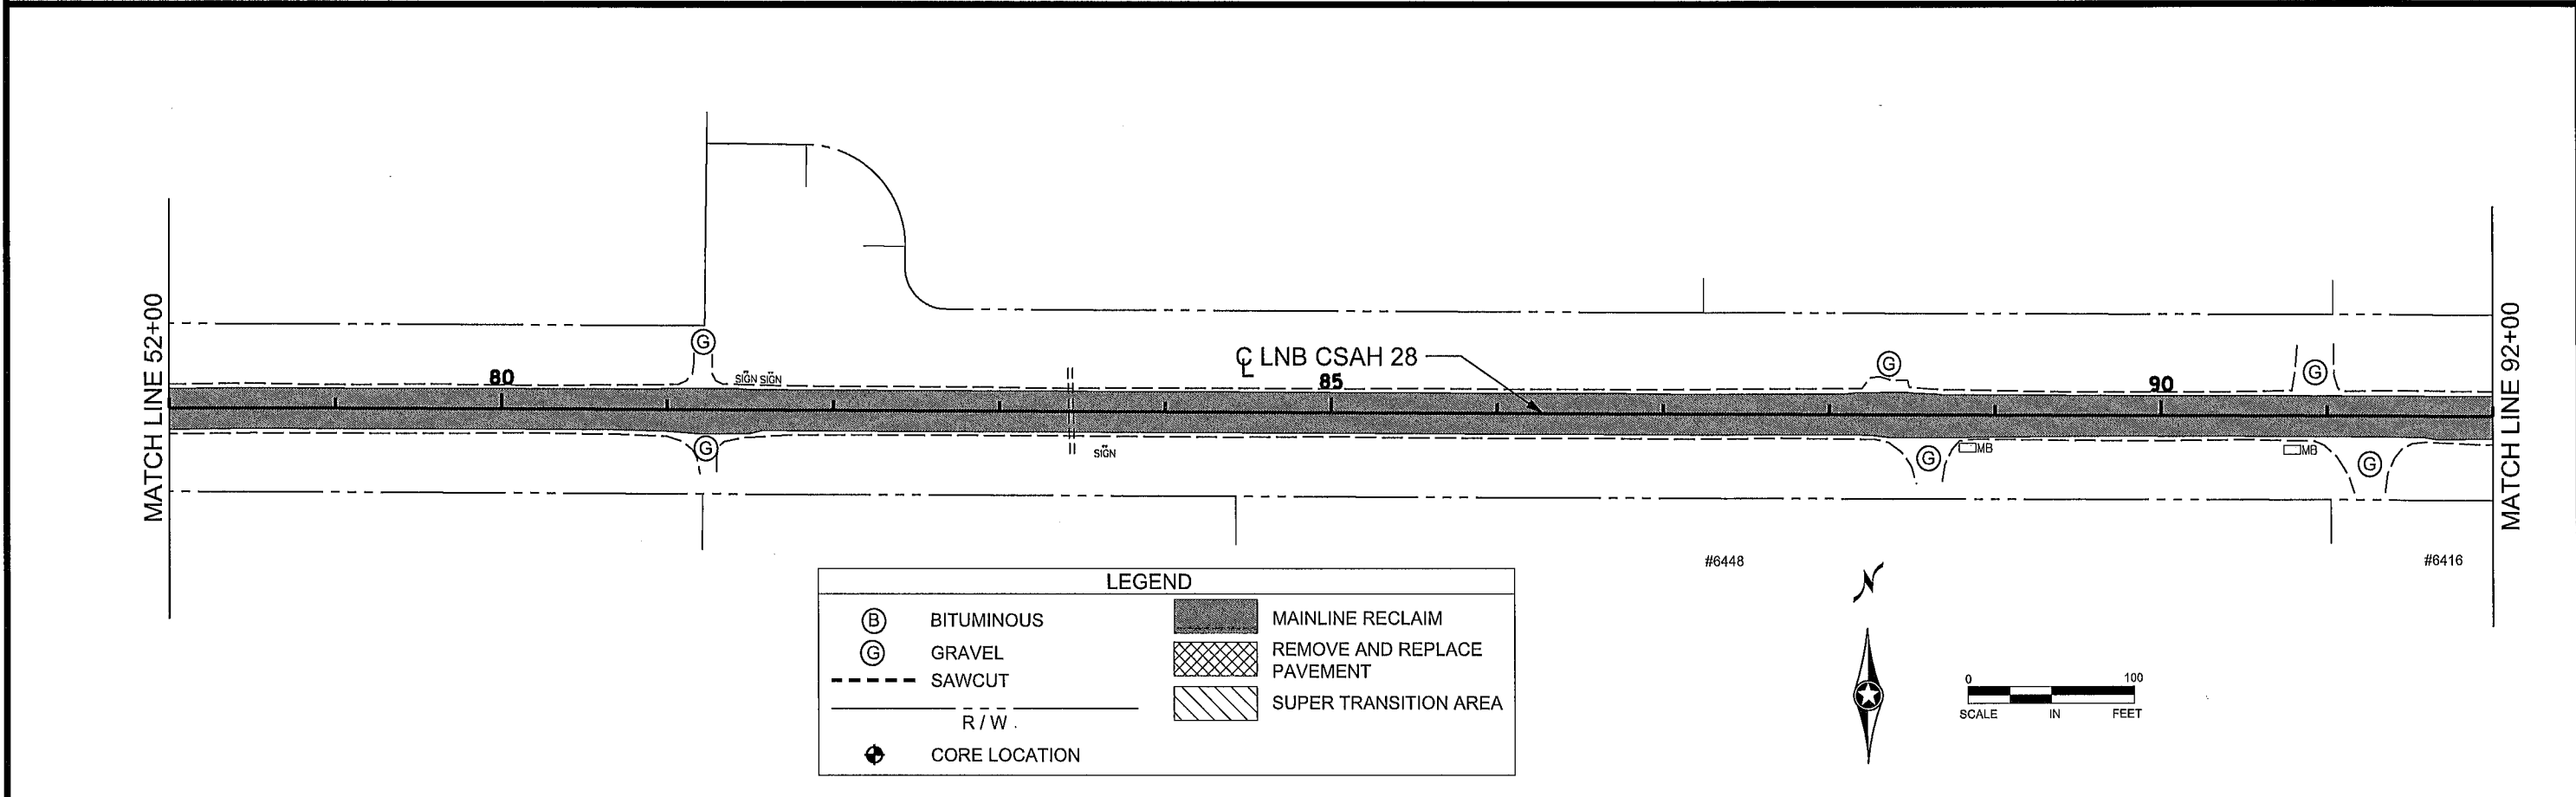 MATCH LINE 52+00
G
G
80
SIGN SIGN
SIGN
℄ LNB CSAH 28
85
G
G
MB
90
G
MB
G
MATCH LINE 92+00
#6448
#6416
LEGEND
B BITUMINOUS
G GRAVEL
SAWCUT
R / W .
CORE LOCATION
MAINLINE RECLAIM
REMOVE AND REPLACE
PAVEMENT
SUPER TRANSITION AREA
N
0 100
SCALE IN FEET